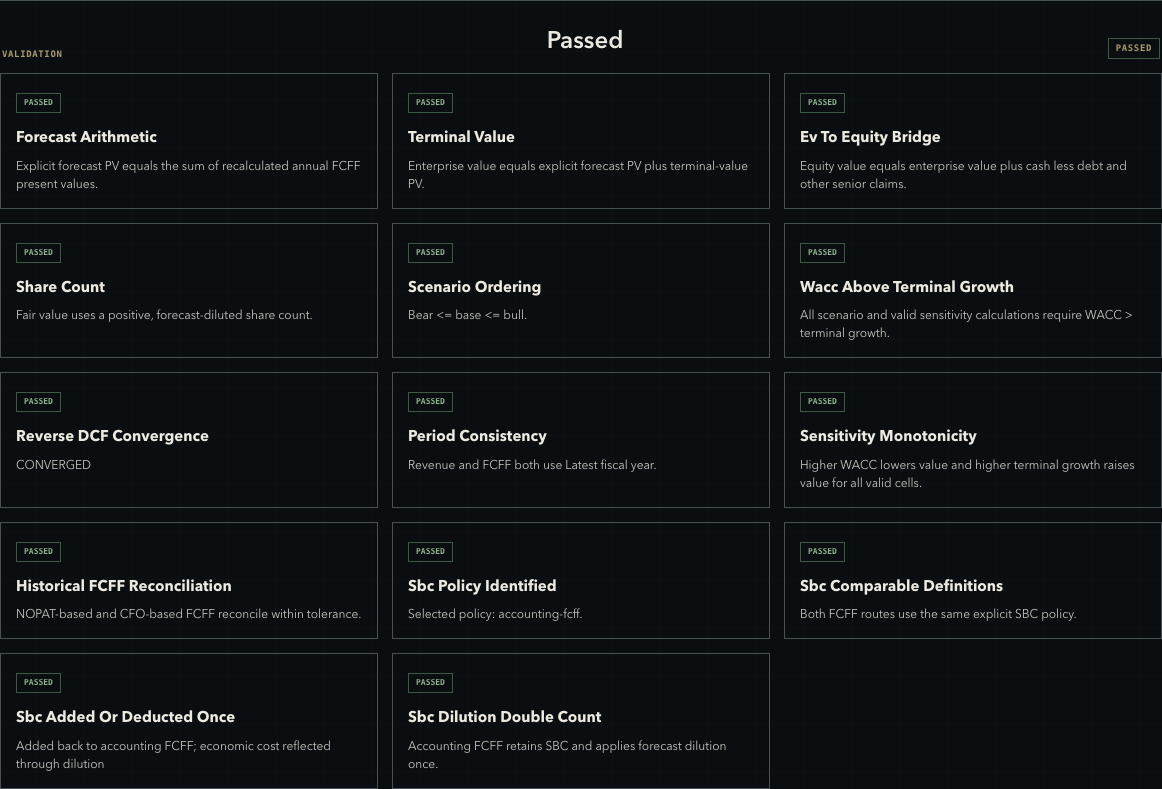 Passed
VALIDATION
PASSED
PASSED
Forecast Arithmetic
Explicit forecast PV equals the sum of recalculated annual FCFF
present values.
PASSED
Terminal Value
Enterprise value equals explicit forecast PV plus terminal-value
PV.
PASSED
Ev To Equity Bridge
Equity value equals enterprise value plus cash less debt and
other senior claims.
PASSED
Share Count
Fair value uses a positive, forecast-diluted share count.
PASSED
Scenario Ordering
Bear <= base <= bull.
PASSED
Wacc Above Terminal Growth
All scenario and valid sensitivity calculations require WACC >
terminal growth.
PASSED
Reverse DCF Convergence
CONVERGED
PASSED
Period Consistency
Revenue and FCFF both use Latest fiscal year.
PASSED
Sensitivity Monotonicity
Higher WACC lowers value and higher terminal growth raises
value for all valid cells.
PASSED
Historical FCFF Reconciliation
NOPAT-based and CFO-based FCFF reconcile within tolerance.
PASSED
Sbc Policy Identified
Selected policy: accounting-fcff.
PASSED
Sbc Comparable Definitions
Both FCFF routes use the same explicit SBC policy.
PASSED
Sbc Added Or Deducted Once
Added back to accounting FCFF; economic cost reflected
through dilution
PASSED
Sbc Dilution Double Count
Accounting FCFF retains SBC and applies forecast dilution
once.